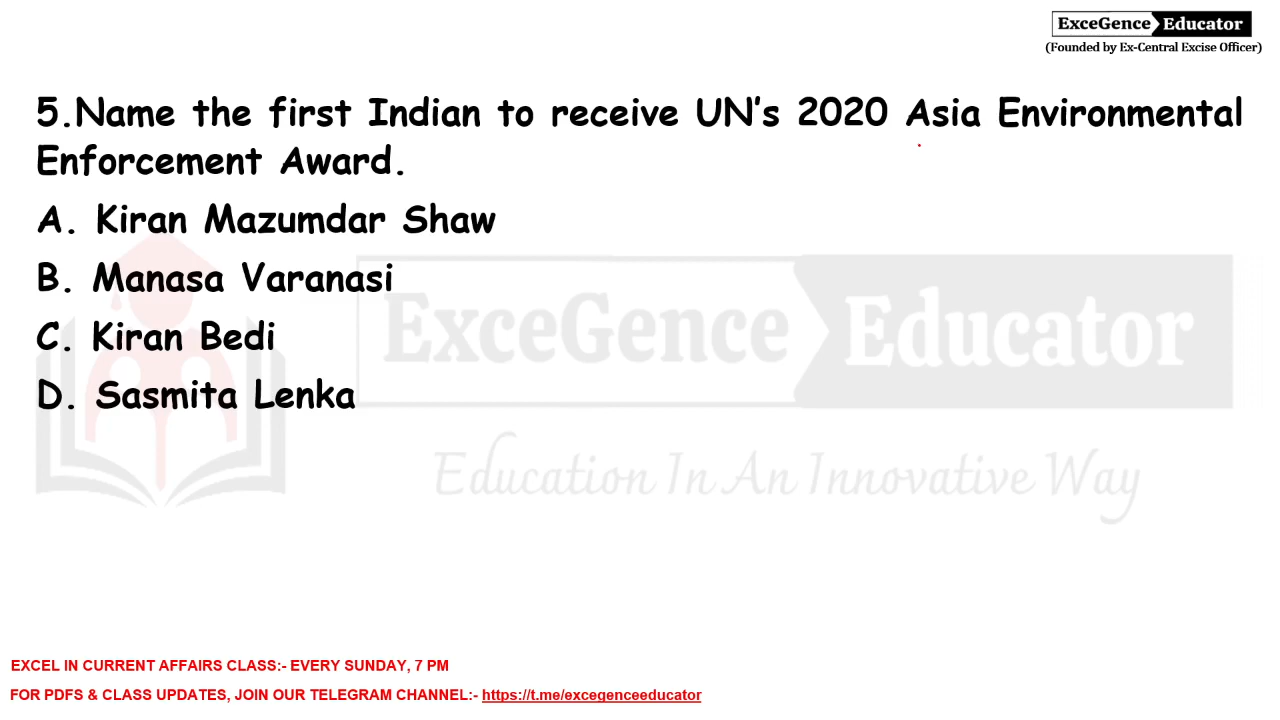 ExceGence Educator
(Founded by Ex-Central Excise Officer)
5.Name the first Indian to receive UN's 2020 Asia Environmental
Enforcement Award.
A. Kiran Mazumdar Shaw
B. Manasa Varanasi
C. Kiran Bedi
D. Sasmita Lenka
ExceGence Educator
Education In An Innovative Way
EXCEL IN CURRENT AFFAIRS CLASS:- EVERY SUNDAY, 7 PM
FOR PDFS & CLASS UPDATES, JOIN OUR TELEGRAM CHANNEL:- https://t.me/excegenceeducator